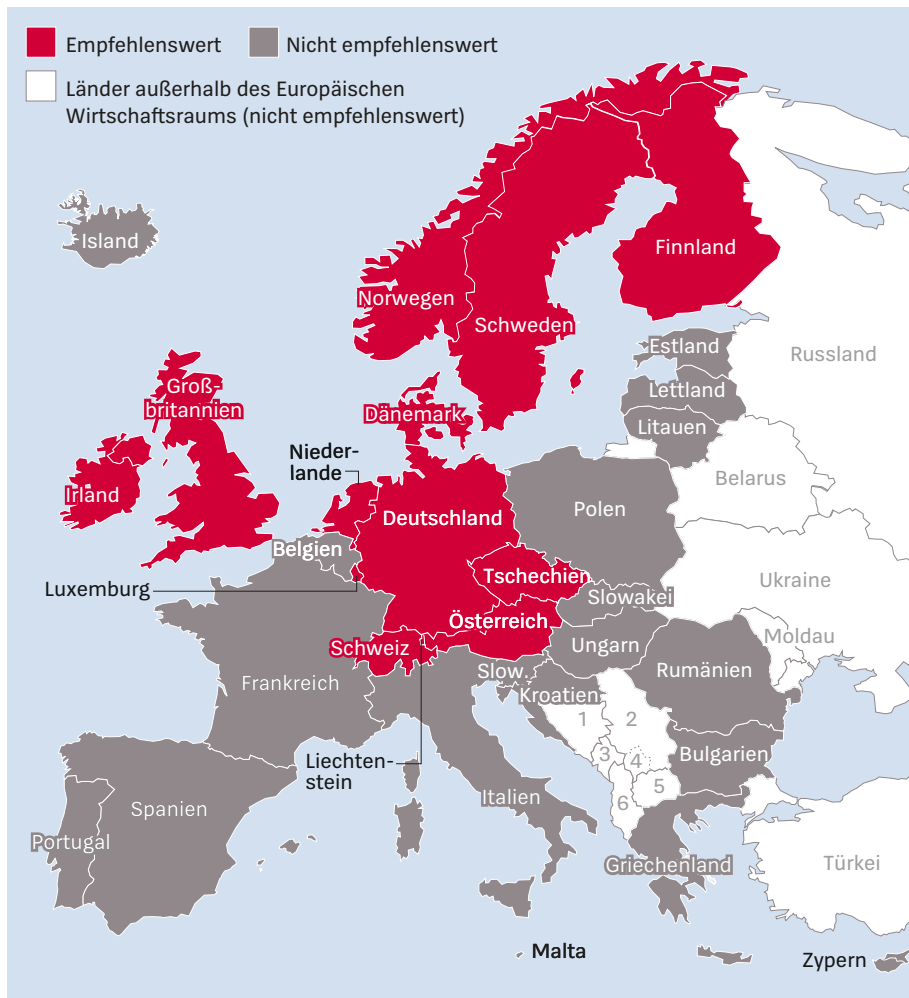 Empfehlenswert
Nicht empfehlenswert
Länder außerhalb des Europäischen
Wirtschaftsraums (nicht empfehlenswert)
Island
Finnland
Norwegen
Schweden
Estland
Russland
Groß-
britannien
Lettland
Dänemark
Litauen
Nieder-
lande
Belarus
Irland
Polen
Deutschland
Belgien
Tschechien
Ukraine
Luxemburg
Slowakei
Österreich
Moldau
Schweiz
Ungarn
Slow.
Rumänien
Frankreich
Kroatien
1
2
3
4
Bulgarien
Liechten-
stein
5
6
Italien
Spanien
Portugal
Griechenland
Türkei
Malta
Zypern